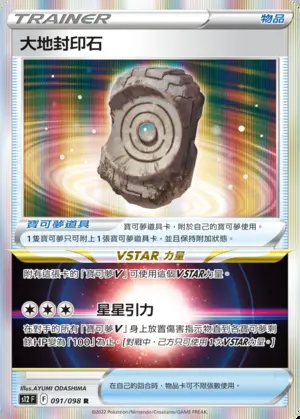 TRAINER 物品
大地封印石
寶可夢道具 寶可夢道具卡，附於自己的寶可夢使用。
1隻寶可夢只可附上1張寶可夢道具，並且保持附加狀態。
VSTAR 力量
附有這張卡的「寶可夢V」可使用這個VSTAR力量。
星星引力
在對手的所有「寶可夢V」身上放置傷害指示物直到各寶可夢剩
餘HP變為「100」為止。[對戰中，己方只可使用1次VSTAR力量。]
Illus. AYUMI ODASHIMA
S12 F F 091/098 R
在自己的回合時，物品卡可不限張數使用。
©2022 Pokémon/Nintendo/Creatures/GAME FREAK.